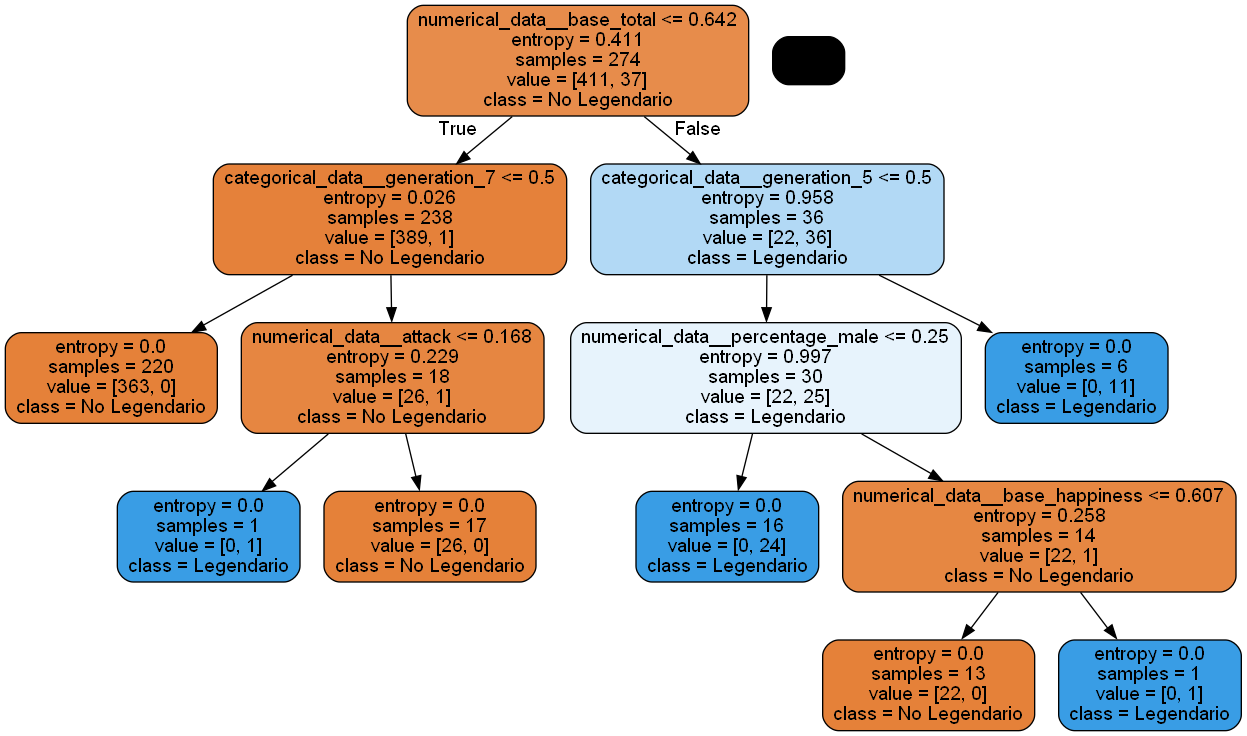 numerical_data__base_total <= 0.642
entropy = 0.411
samples = 274
value = [411, 37]
class = No Legendario
True
False
categorical_data__generation_7 <= 0.5
entropy = 0.026
samples = 238
value = [389, 1]
class = No Legendario
categorical_data__generation_5 <= 0.5
entropy = 0.958
samples = 36
value = [22, 36]
class = Legendario
entropy = 0.0
samples = 220
value = [363, 0]
class = No Legendario
numerical_data__attack <= 0.168
entropy = 0.229
samples = 18
value = [26, 1]
class = No Legendario
numerical_data__percentage_male <= 0.25
entropy = 0.997
samples = 30
value = [22, 25]
class = Legendario
entropy = 0.0
samples = 6
value = [0, 11]
class = Legendario
entropy = 0.0
samples = 1
value = [0, 1]
class = Legendario
entropy = 0.0
samples = 17
value = [26, 0]
class = No Legendario
entropy = 0.0
samples = 16
value = [0, 24]
class = Legendario
numerical_data__base_happiness <= 0.607
entropy = 0.258
samples = 14
value = [22, 1]
class = No Legendario
entropy = 0.0
samples = 13
value = [22, 0]
class = No Legendario
entropy = 0.0
samples = 1
value = [0, 1]
class = Legendario